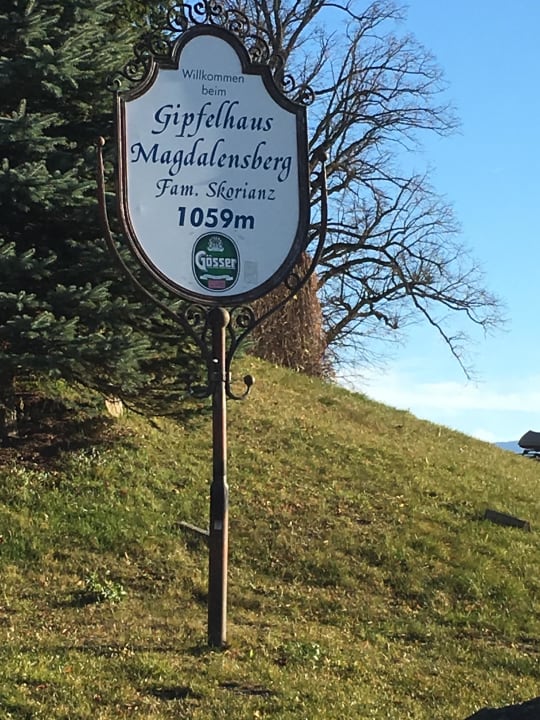 Willkommen
beim
Gipfelhaus
Magdalensberg
Fam. Skorianz
1059m
Gösser